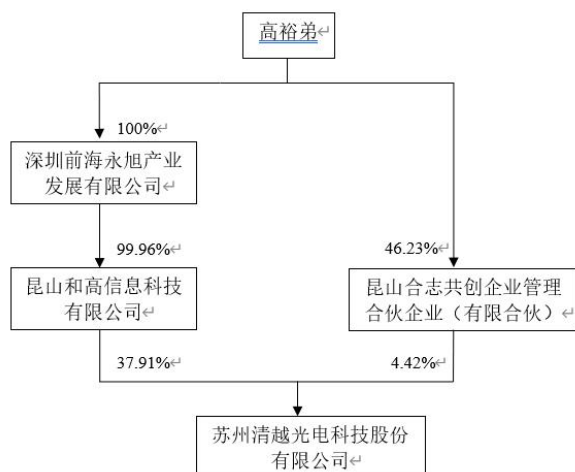 高裕弟↵
100%↵
深圳前海永旭产业
发展有限公司↵
99.96%↵
46.23%↵
昆山和高信息科技
有限公司↵
昆山合志共创企业管理
合伙企业（有限合伙）↵
37.91%↵
4.42%↵
苏州清越光电科技股份
有限公司↵